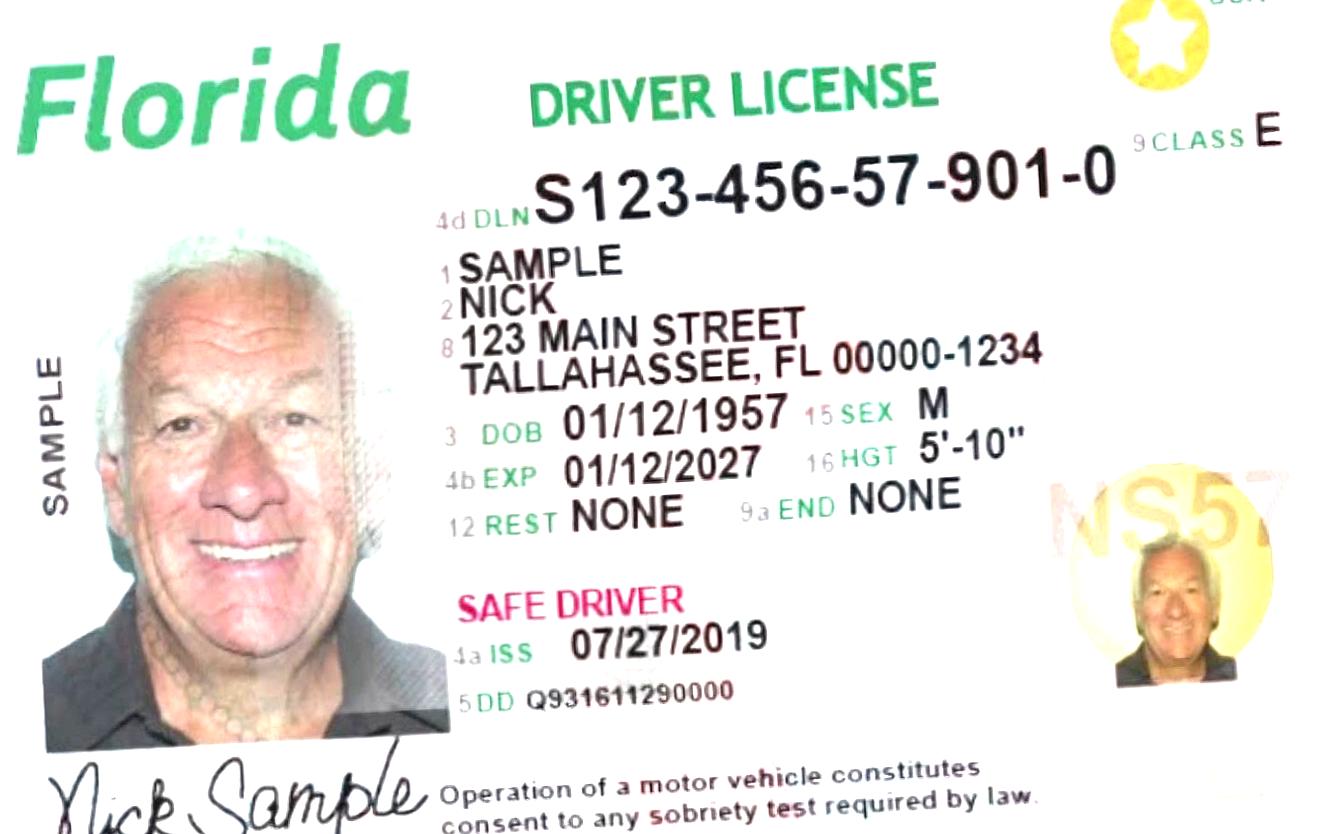 Florida
DRIVER LICENSE
9 CLASS E
4d DLN S123-456-57-901-0
1 SAMPLE
2 NICK
8 123 MAIN STREET
TALLAHASSEE, FL 00000-1234
3 DOB 01/12/1957 15 SEX M
4b EXP 01/12/2027 16 HGT 5'-10"
12 REST NONE 9a END NONE
SAMPLE
NS57
SAFE DRIVER
4a ISS 07/27/2019
5 DD Q931611290000
Nick Sample
Operation of a motor vehicle constitutes
consent to any sobriety test required by law.